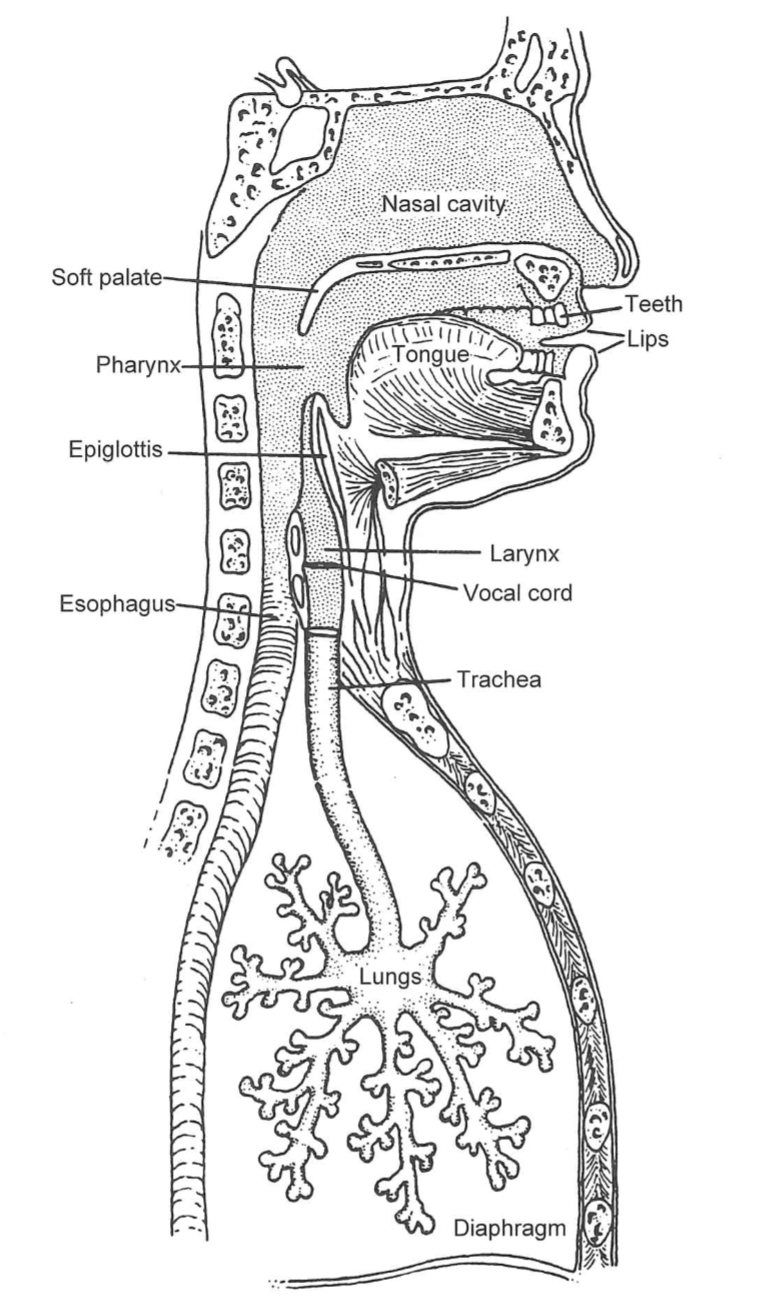 Nasal cavity
Soft palate
Teeth
Lips
Tongue
Pharynx
Epiglottis
Larynx
Vocal cord
Esophagus
Trachea
Lungs
Diaphragm